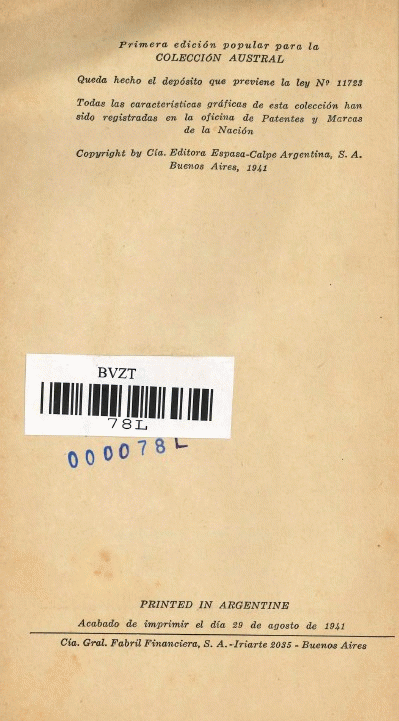 Primera edición popular para la
COLECCIÓN AUSTRAL
Queda hecho el depósito que previene la ley Nº 11723
Todas las características gráficas de esta colección han
sido registradas en la oficina de Patentes y Marcas
de la Nación
Copyright by Cía. Editora Espasa-Calpe Argentina, S. A.
Buenos Aires, 1941
BVZT
78L
000078L
PRINTED IN ARGENTINE
Acabado de imprimir el día 29 de agosto de 1941
Cía. Gral. Fabril Financiera, S. A.-Iriarte 2035 - Buenos Aires